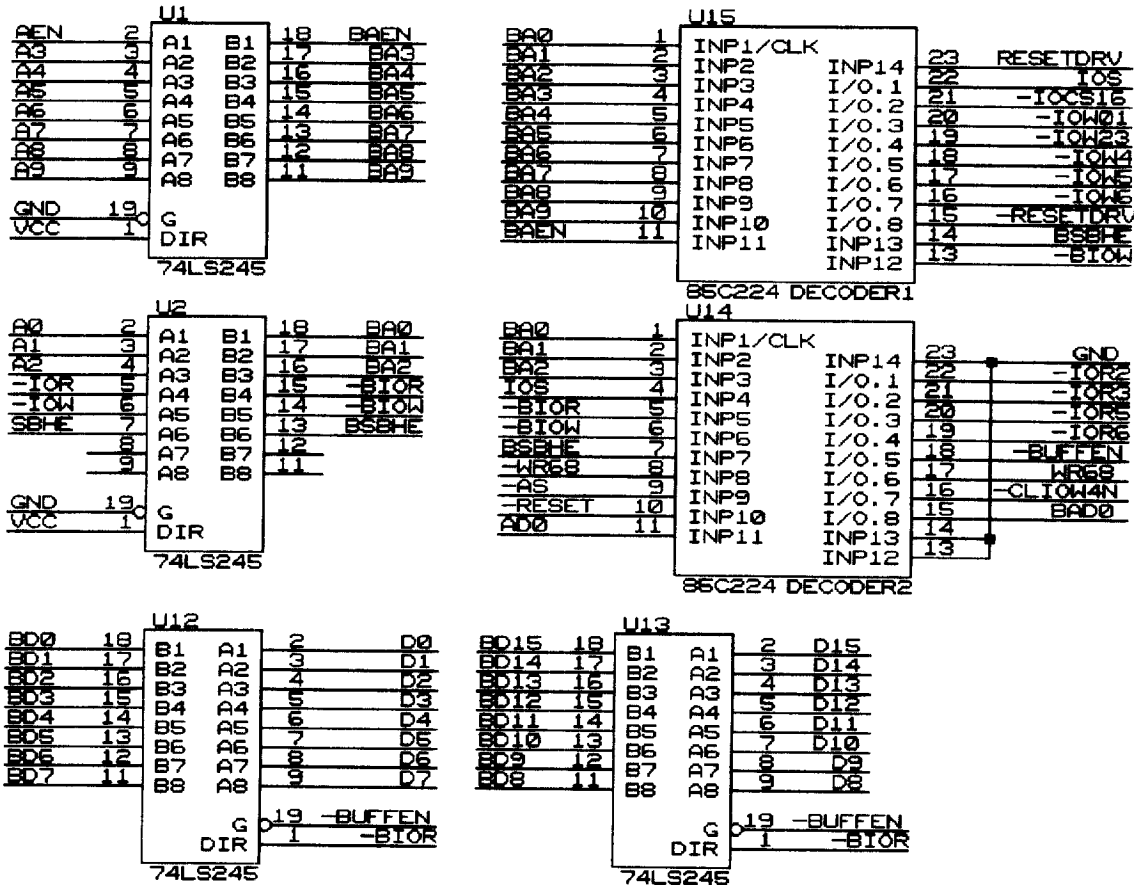 U1
AEN 2 A1 B1 18 BAEN
A3 3 A2 B2 17 BA3
A4 4 A3 B3 16 BA4
A5 5 A4 B4 15 BA5
A6 6 A5 B5 14 BA6
A7 7 A6 B6 13 BA7
A8 8 A7 B7 12 BA8
A9 9 A8 B8 11 BA9
GND 19 G
VCC 1 DIR
74LS245
U15
BA0 1 INP1/CLK
BA1 2 INP2 INP14 23 RESETDRV
BA2 3 INP3 I/O.1 22 IOS
BA3 4 INP4 I/O.2 21 -IOCS16
BA4 5 INP5 I/O.3 20 -IOW01
BA5 6 INP6 I/O.4 19 -IOW23
BA6 7 INP7 I/O.5 18 -IOW4
BA7 8 INP8 I/O.6 17 -IOW5
BA8 9 INP9 I/O.7 16 -IOW6
BA9 10 INP10 I/O.8 15 -RESETDRV
BAEN 11 INP11 INP13 14 BSBHE
INP12 13 -BIOW
85C224 DECODER1
U2
A0 2 A1 B1 18 BA0
A1 3 A2 B2 17 BA1
A2 4 A3 B3 16 BA2
-IOR 5 A4 B4 15 -BIOR
-IOW 6 A5 B5 14 -BIOW
SBHE 7 A6 B6 13 BSBHE
8 A7 B7 12
9 A8 B8 11
GND 19 G
VCC 1 DIR
74LS245
U14
BA0 1 INP1/CLK
BA1 2 INP2 INP14 23 GND
BA2 3 INP3 I/O.1 22
IOS 4 INP4 I/O.2 21 -IOR3
-BIOR 5 INP5 I/O.3 20 -IOR5
-BIOW 6 INP6 I/O.4 19 -IOR6
BSBHE 7 INP7 I/O.5 18 -BUFFEN
-WR68 8 INP8 I/O.6 17 WR68
-AS 9 INP9 I/O.7 16 -CLIOW4N
-RESET 10 INP10 I/O.8 15 BAD0
AD0 11 INP11 INP13 14
INP12 13
85C224 DECODER2
U12
BD0 18 B1 A1 2 D0
BD1 17 B2 A2 3 D1
BD2 16 B3 A3 4 D2
BD3 15 B4 A4 5 D3
BD4 14 B5 A5 6 D4
BD5 13 B6 A6 7 D5
BD6 12 B7 A7 8 D6
BD7 11 B8 A8 9 D7
G 19 -BUFFEN
DIR 1 -BIOR
74LS245
U13
BD15 18 B1 A1 2 D15
BD14 17 B2 A2 3 D14
BD13 16 B3 A3 4 D13
BD12 15 B4 A4 5 D12
BD11 14 B5 A5 6 D11
BD10 13 B6 A6 7 D10
BD9 12 B7 A7 8 D9
BD8 11 B8 A8 9 D8
G 19 -BUFFEN
DIR 1 -BIOR
74LS245